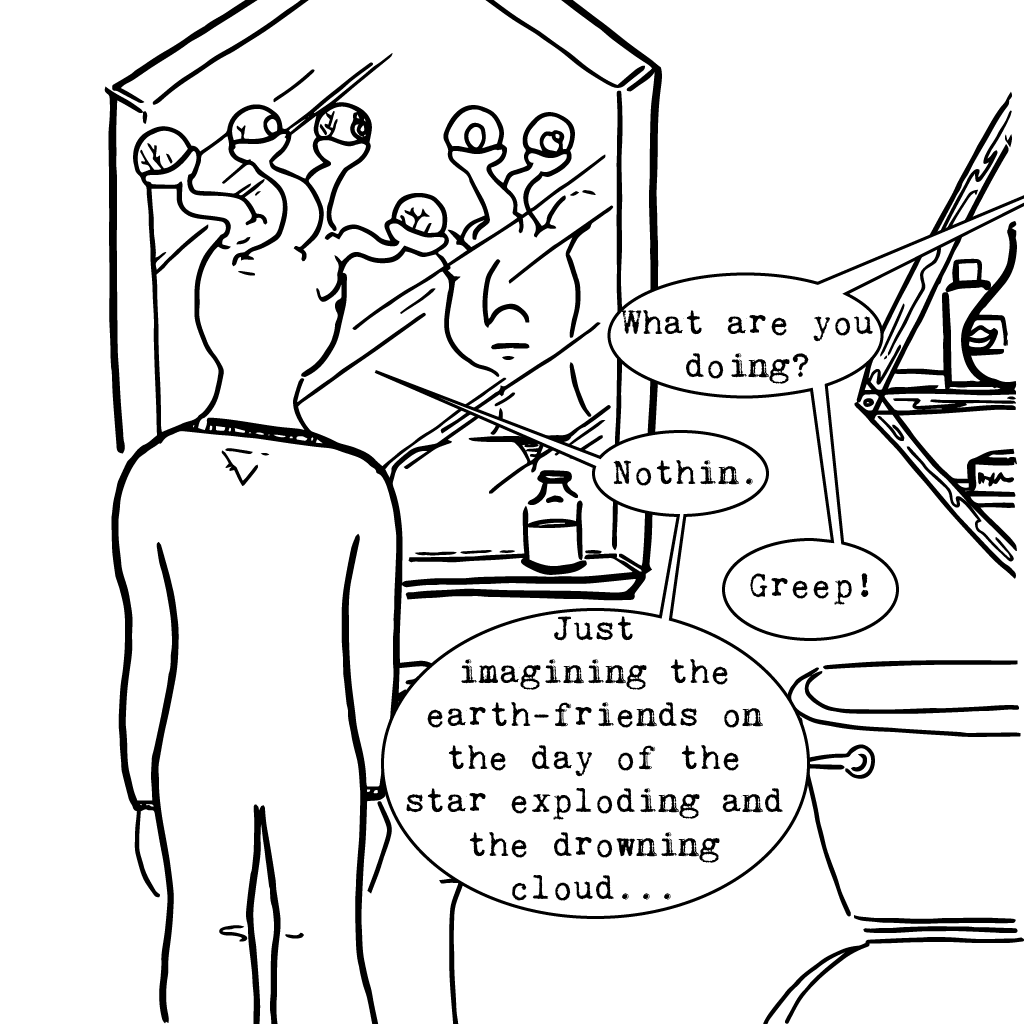 What are you
doing?
Nothin.
Greep!
Just
imagining the
earth-friends on
the day of the
star exploding and
the drowning
cloud...